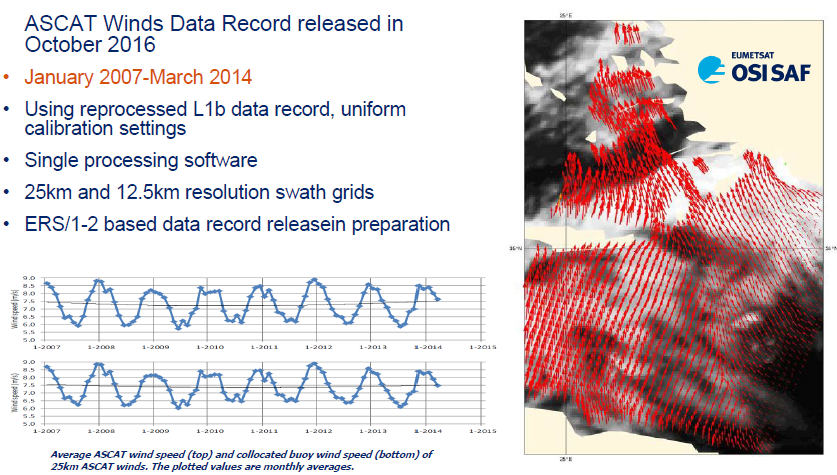 ASCAT Winds Data Record released in
October 2016
• January 2007-March 2014
• Using reprocessed L1b data record, uniform
calibration settings
• Single processing software
• 25km and 12.5km resolution swath grids
• ERS/1-2 based data record releasein preparation
Wind speed (m/s)
9.0
8.5
8.0
7.5
7.0
6.5
6.0
5.5
5.0
1-2007 1-2008 1-2009 1-2010 1-2011 1-2012 1-2013 1-2014 1-2015
Wind speed (m/s)
9.0
8.5
8.0
7.5
7.0
6.5
6.0
5.5
5.0
1-2007 1-2008 1-2009 1-2010 1-2011 1-2012 1-2013 1-2014 1-2015
Average ASCAT wind speed (top) and collocated buoy wind speed (bottom) of
25km ASCAT winds. The plotted values are monthly averages.
EUMETSAT
OSI SAF
25°E
25°E